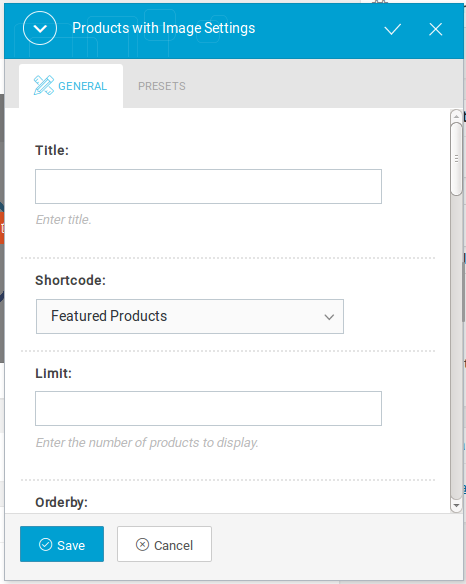 Products with Image Settings
GENERAL
PRESETS
Title:
Enter title.
Shortcode:
Featured Products
Limit:
Enter the number of products to display.
Orderby:
Save
Cancel